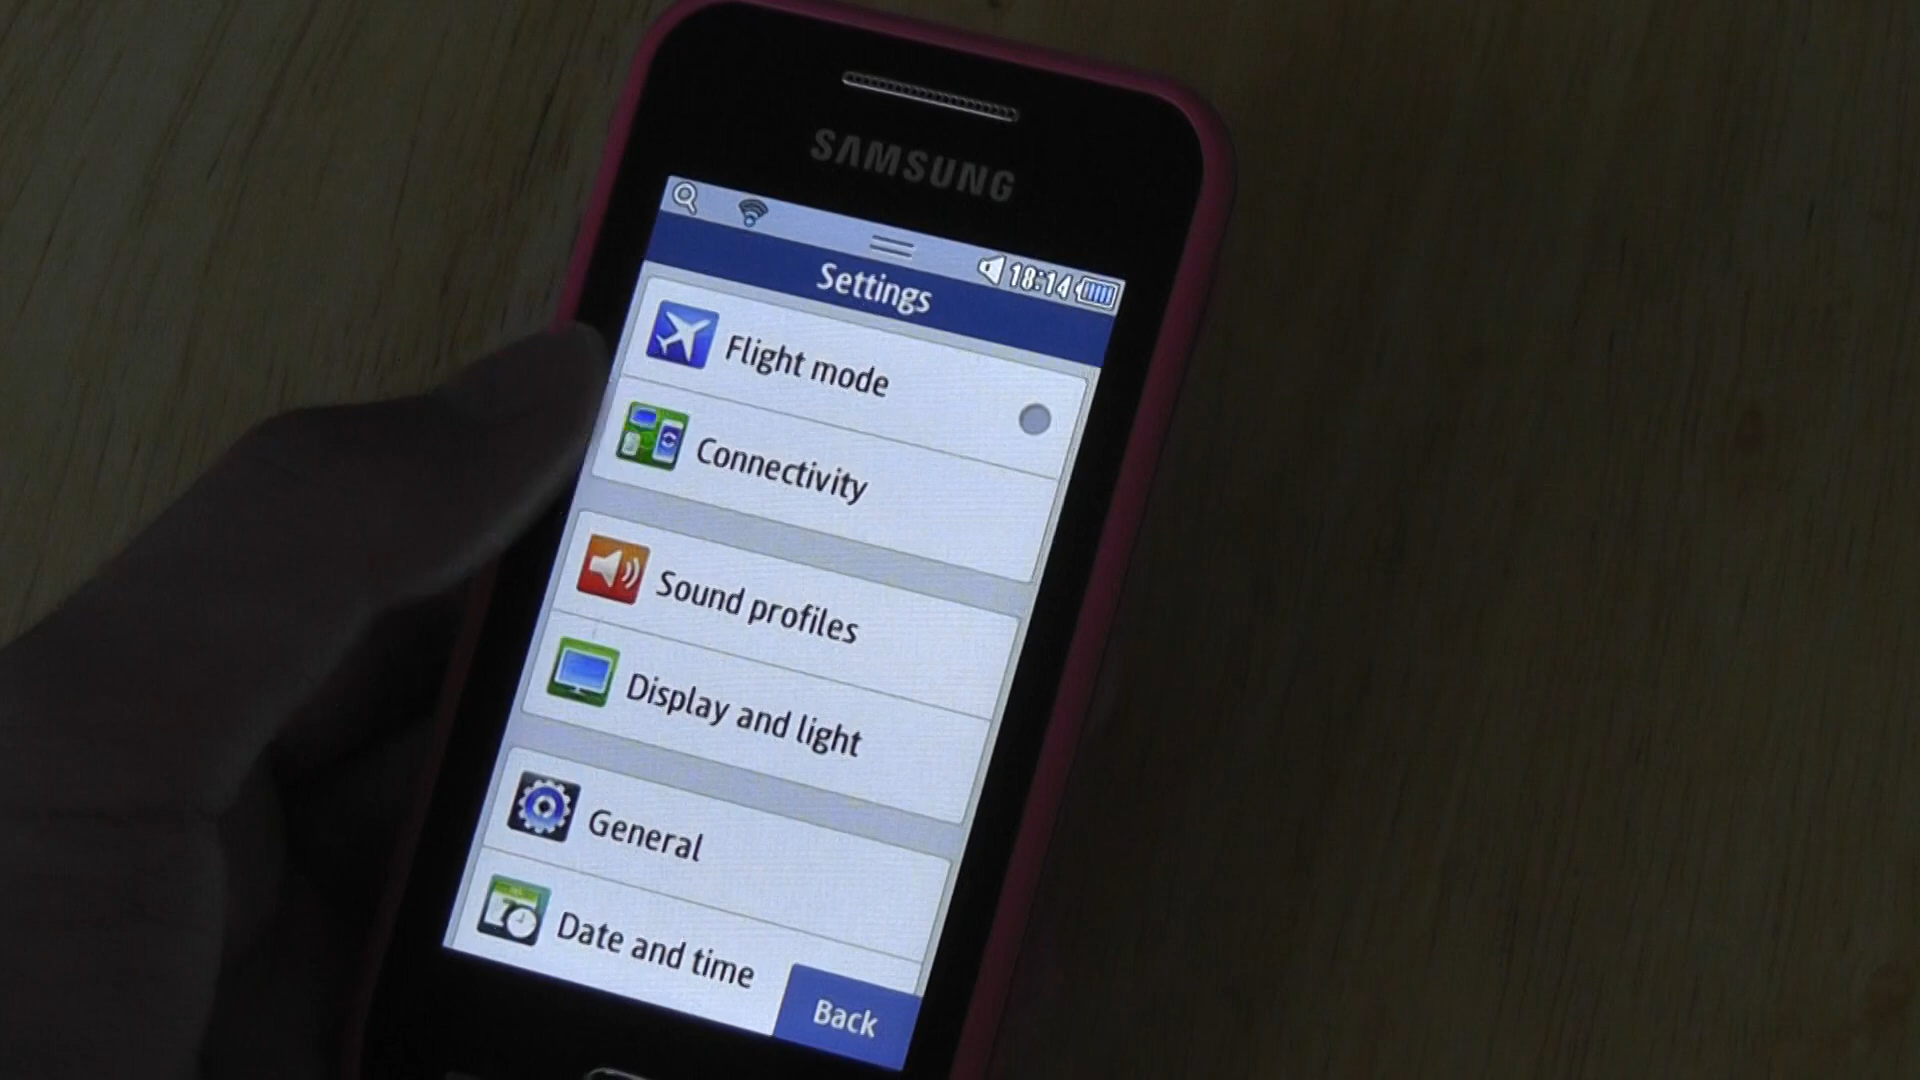 SAMSUNG
18:14
Settings
Flight mode
Connectivity
Sound profiles
Display and light
General
Date and time
Back